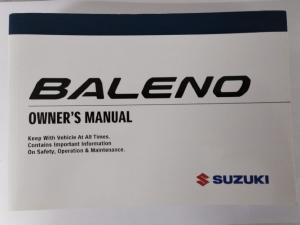 BALENO
OWNER'S MANUAL
Keep With Vehicle At All Times.
Contains Important Information
On Safety, Operation & Maintenance.
SUZUKI